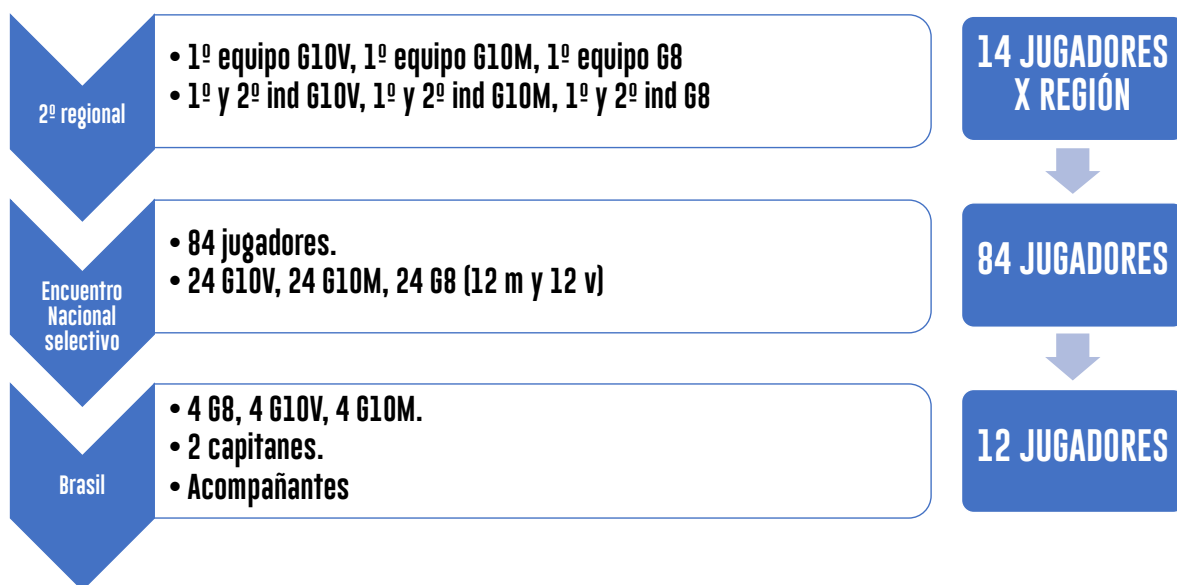 2º regional
• 1º equipo G10V, 1º equipo G10M, 1º equipo G8
• 1º y 2º ind G10V, 1º y 2º ind G10M, 1º y 2º ind G8
14 JUGADORES
X REGIÓN
Encuentro
Nacional
selectivo
• 84 jugadores.
• 24 G10V, 24 G10M, 24 G8 (12 m y 12 v)
84 JUGADORES
Brasil
• 4 G8, 4 G10V, 4 G10M.
• 2 capitanes.
• Acompañantes
12 JUGADORES